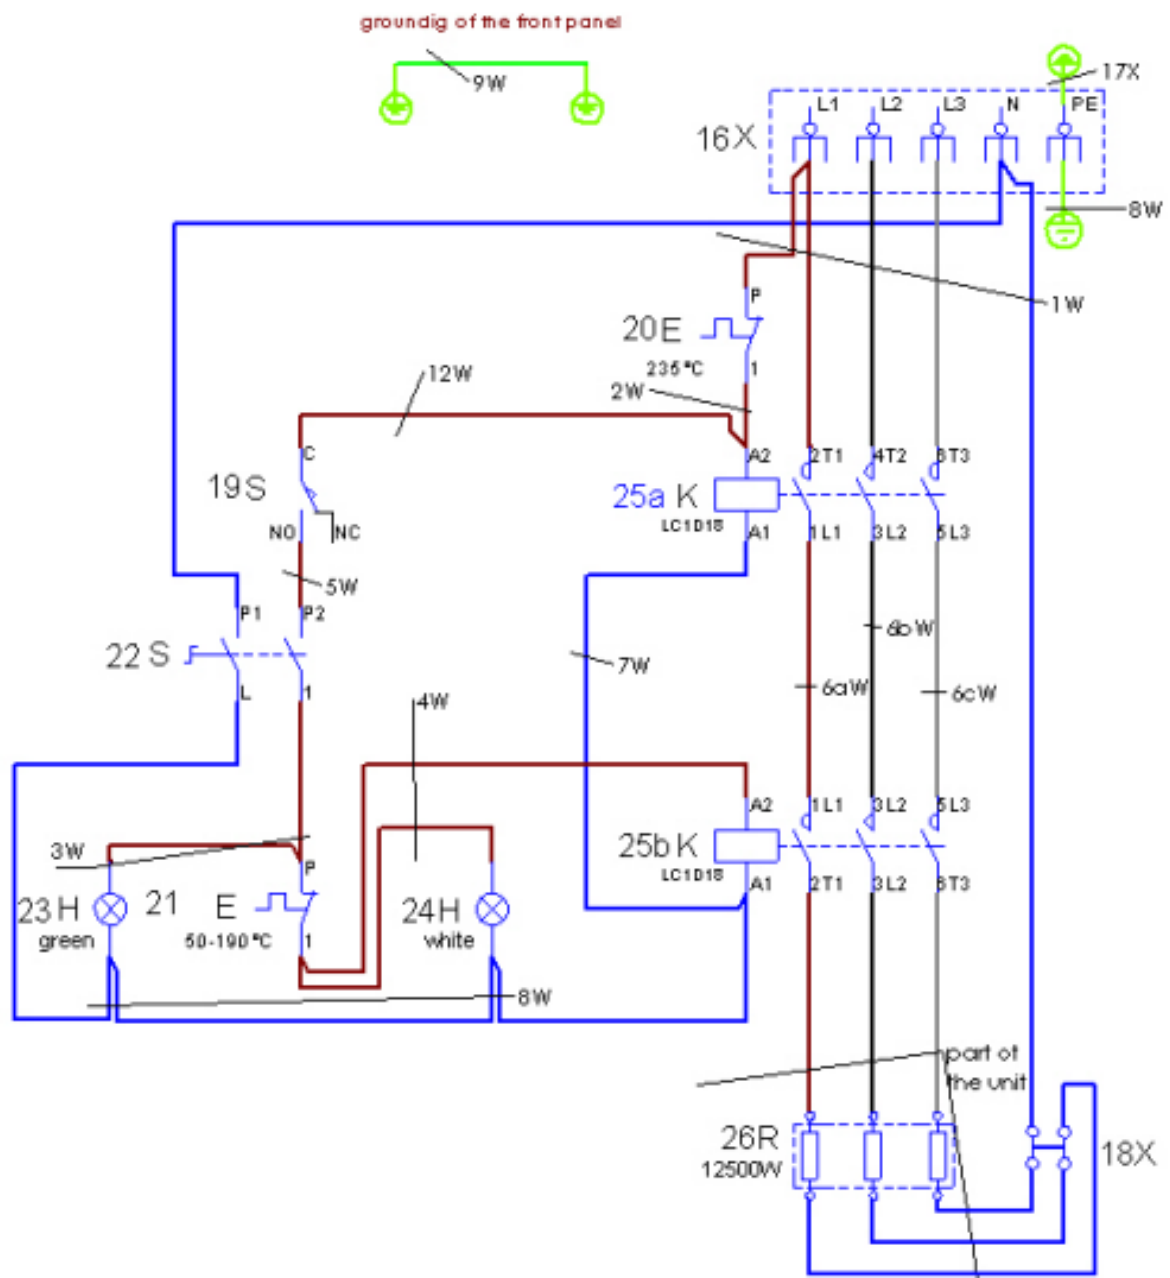 groundig of the front panel
9W
17X
L1 L2 L3 N PE
16X
8W
1W
P
20E
235°C 1
12W
2W
C
A2 2T1 4T2 6T3
19S
25a K
LC1D18
NO NC
A1 1L1 3L2 5L3
5W
P1 P2
6bW
22S
7W
L 1
6aW 6cW
4W
A2 1L1 3L2 5L3
3W
P
25b K
LC1D18
A1 2T1 3L2 6T3
23H
green
21 E
50-190°C 1
24H
white
8W
part of
the unit
26R
12500W
18X